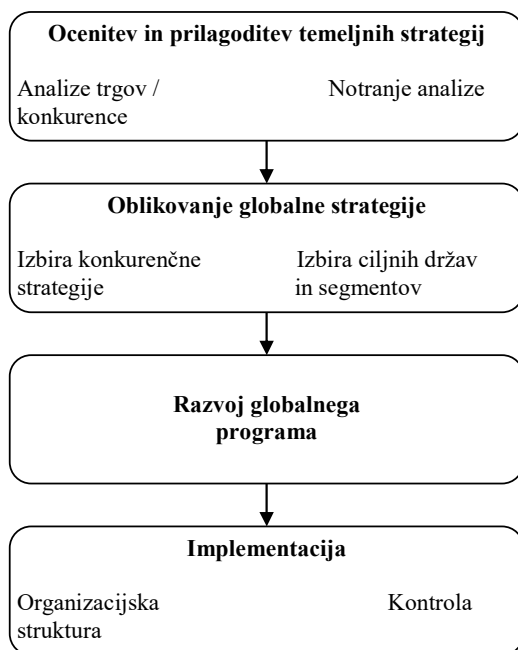 Ocenitev in prilagoditev temeljnih strategij
Analize trgov / Notranje analize
konkurence
Oblikovanje globalne strategije
Izbira konkurenčne Izbira ciljnih držav
strategije in segmentov
Razvoj globalnega
programa
Implementacija
Organizacijska Kontrola
struktura